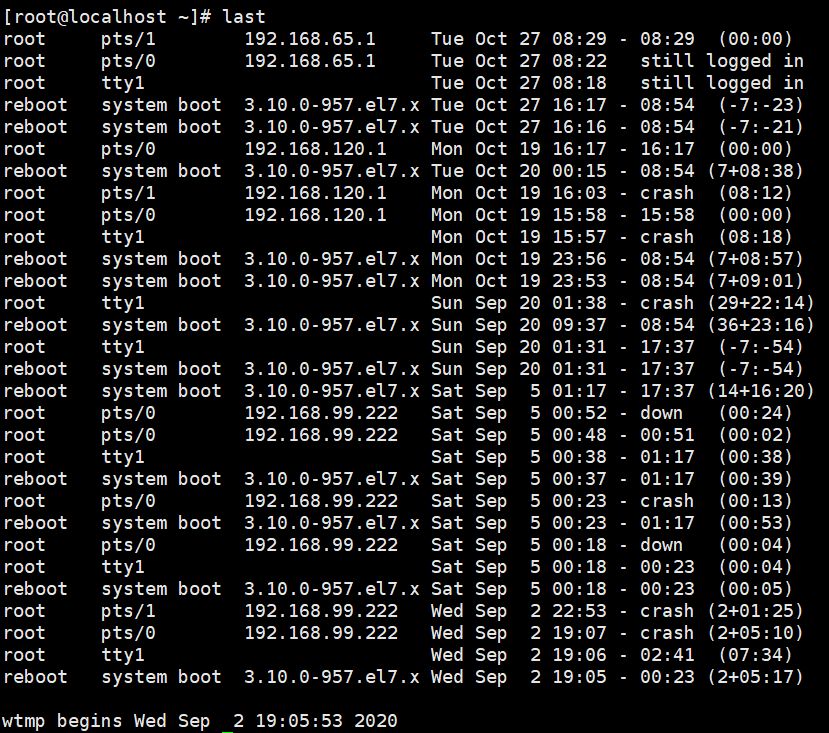 [root@localhost ~]# last
root     pts/1        192.168.65.1     Tue Oct 27 08:29 - 08:29  (00:00)
root     pts/0        192.168.65.1     Tue Oct 27 08:22   still logged in
root     tty1                          Tue Oct 27 08:18   still logged in
reboot   system boot  3.10.0-957.el7.x Tue Oct 27 16:17 - 08:54  (-7:-23)
reboot   system boot  3.10.0-957.el7.x Tue Oct 27 16:16 - 08:54  (-7:-21)
root     pts/0        192.168.120.1    Mon Oct 19 16:17 - 16:17  (00:00)
reboot   system boot  3.10.0-957.el7.x Tue Oct 20 00:15 - 08:54 (7+08:38)
root     pts/1        192.168.120.1    Mon Oct 19 16:03 - crash  (08:12)
root     pts/0        192.168.120.1    Mon Oct 19 15:58 - 15:58  (00:00)
root     tty1                          Mon Oct 19 15:57 - crash  (08:18)
reboot   system boot  3.10.0-957.el7.x Mon Oct 19 23:56 - 08:54 (7+08:57)
reboot   system boot  3.10.0-957.el7.x Mon Oct 19 23:53 - 08:54 (7+09:01)
root     tty1                          Sun Sep 20 01:38 - crash (29+22:14)
reboot   system boot  3.10.0-957.el7.x Sun Sep 20 09:37 - 08:54 (36+23:16)
root     tty1                          Sun Sep 20 01:31 - 17:37  (-7:-54)
reboot   system boot  3.10.0-957.el7.x Sun Sep 20 01:31 - 17:37  (-7:-54)
reboot   system boot  3.10.0-957.el7.x Sat Sep  5 01:17 - 17:37 (14+16:20)
root     pts/0        192.168.99.222   Sat Sep  5 00:52 - down   (00:24)
root     pts/0        192.168.99.222   Sat Sep  5 00:48 - 00:51  (00:02)
root     tty1                          Sat Sep  5 00:38 - 01:17  (00:38)
reboot   system boot  3.10.0-957.el7.x Sat Sep  5 00:37 - 01:17  (00:39)
root     pts/0        192.168.99.222   Sat Sep  5 00:23 - crash  (00:13)
reboot   system boot  3.10.0-957.el7.x Sat Sep  5 00:23 - 01:17  (00:53)
root     pts/0        192.168.99.222   Sat Sep  5 00:18 - down   (00:04)
root     tty1                          Sat Sep  5 00:18 - 00:23  (00:04)
reboot   system boot  3.10.0-957.el7.x Sat Sep  5 00:18 - 00:23  (00:05)
root     pts/1        192.168.99.222   Wed Sep  2 22:53 - crash (2+01:25)
root     pts/0        192.168.99.222   Wed Sep  2 19:07 - crash (2+05:10)
root     tty1                          Wed Sep  2 19:06 - 02:41  (07:34)
reboot   system boot  3.10.0-957.el7.x Wed Sep  2 19:05 - 00:23 (2+05:17)

wtmp begins Wed Sep  2 19:05:53 2020